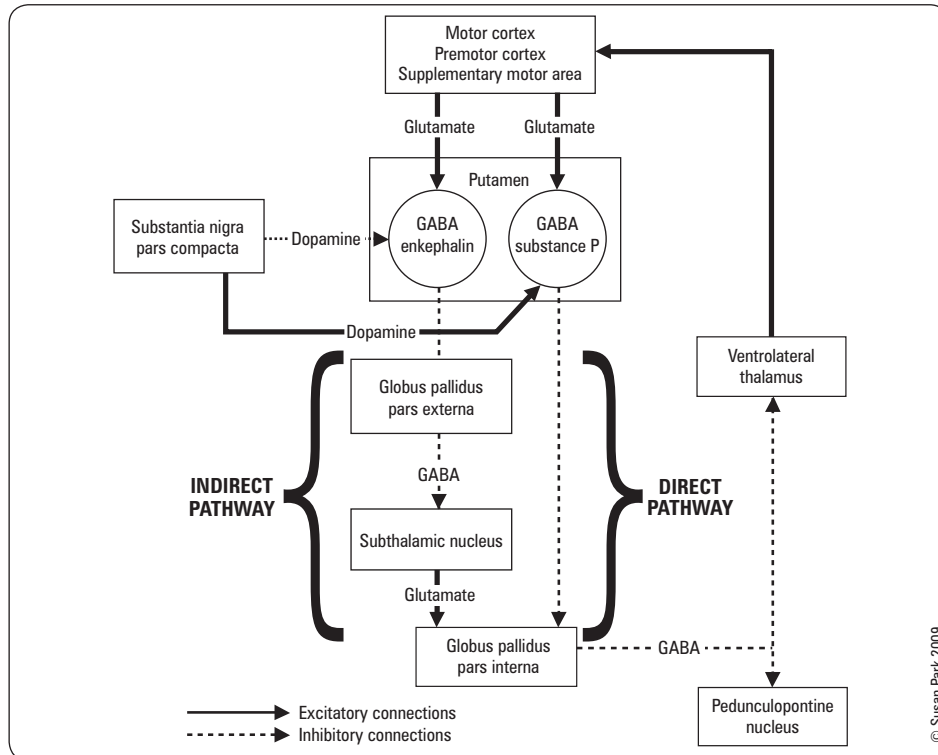 Motor cortex
Premotor cortex
Supplementary motor area
Glutamate
Glutamate
Putamen
GABA
enkephalin
GABA
substance P
Substantia nigra
pars compacta
Dopamine
Dopamine
Ventrolateral
thalamus
Globus pallidus
pars externa
GABA
INDIRECT
PATHWAY
DIRECT
PATHWAY
Subthalamic nucleus
Glutamate
Globus pallidus
pars interna
GABA
Pedunculopontine
nucleus
Excitatory connections
Inhibitory connections
© Susan Park 2009